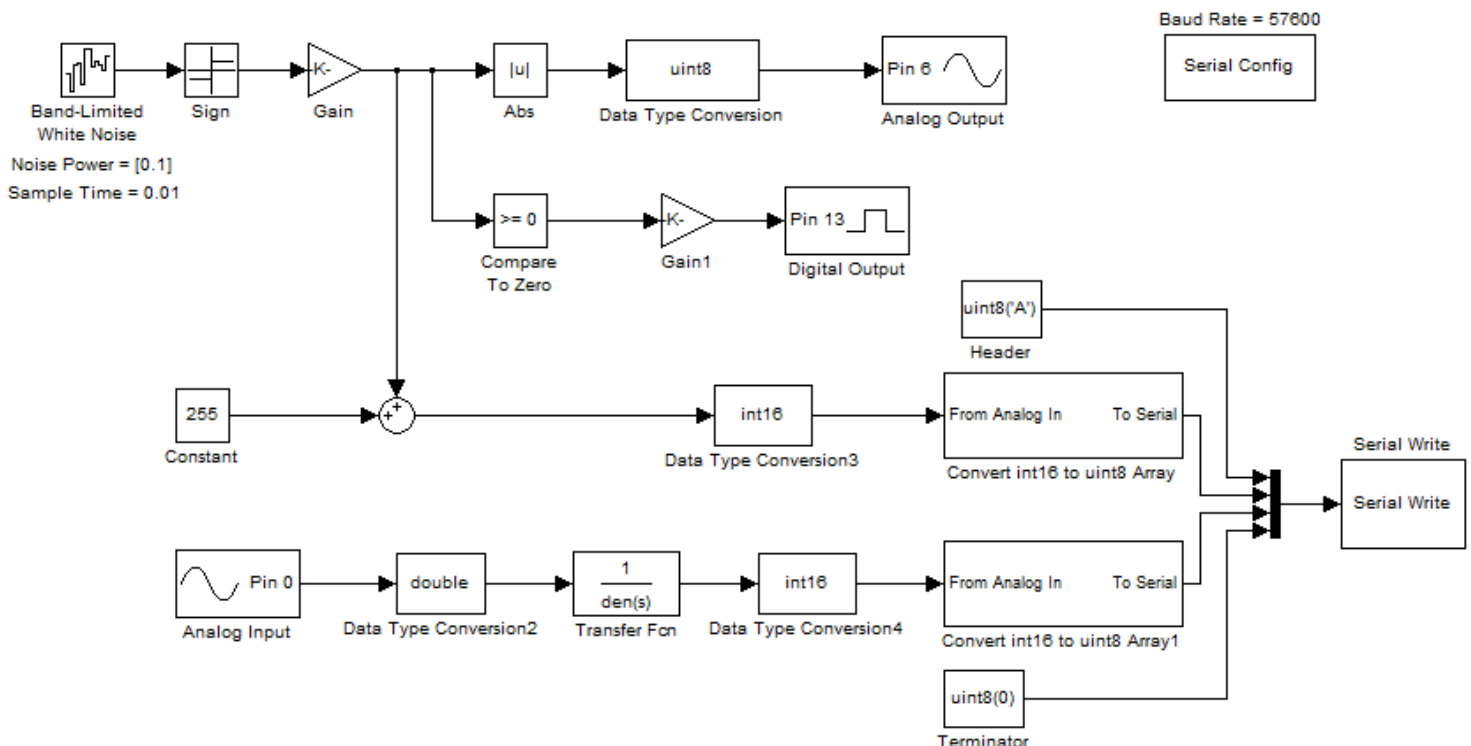 Baud Rate = 57600
Serial Config
Band-Limited
White Noise
Noise Power = [0.1]
Sample Time = 0.01
Sign
K-
Gain
|u|
Abs
uint8
Data Type Conversion
Pin 6
Analog Output
>= 0
Compare
To Zero
K-
Gain1
Pin 13
Digital Output
uint8('A')
Header
255
Constant
++
int16
Data Type Conversion3
From Analog In To Serial
Convert int16 to uint8 Array
Serial Write
Serial Write
Pin 0
Analog Input
double
Data Type Conversion2
1
den(s)
Transfer Fcn
int16
Data Type Conversion4
From Analog In To Serial
Convert int16 to uint8 Array1
uint8(0)
Terminator